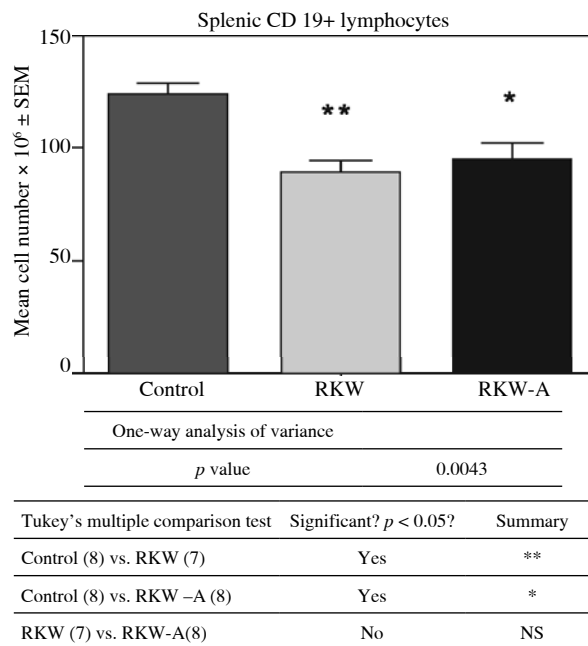 Splenic CD 19+ lymphocytes
150
100
50
0
Mean cell number × 10⁶ ± SEM
**
*
Control RKW RKW-A
One-way analysis of variance
p value 0.0043
Tukey's multiple comparison test Significant? p < 0.05? Summary
Control (8) vs. RKW (7) Yes **
Control (8) vs. RKW –A (8) Yes *
RKW (7) vs. RKW-A(8) No NS